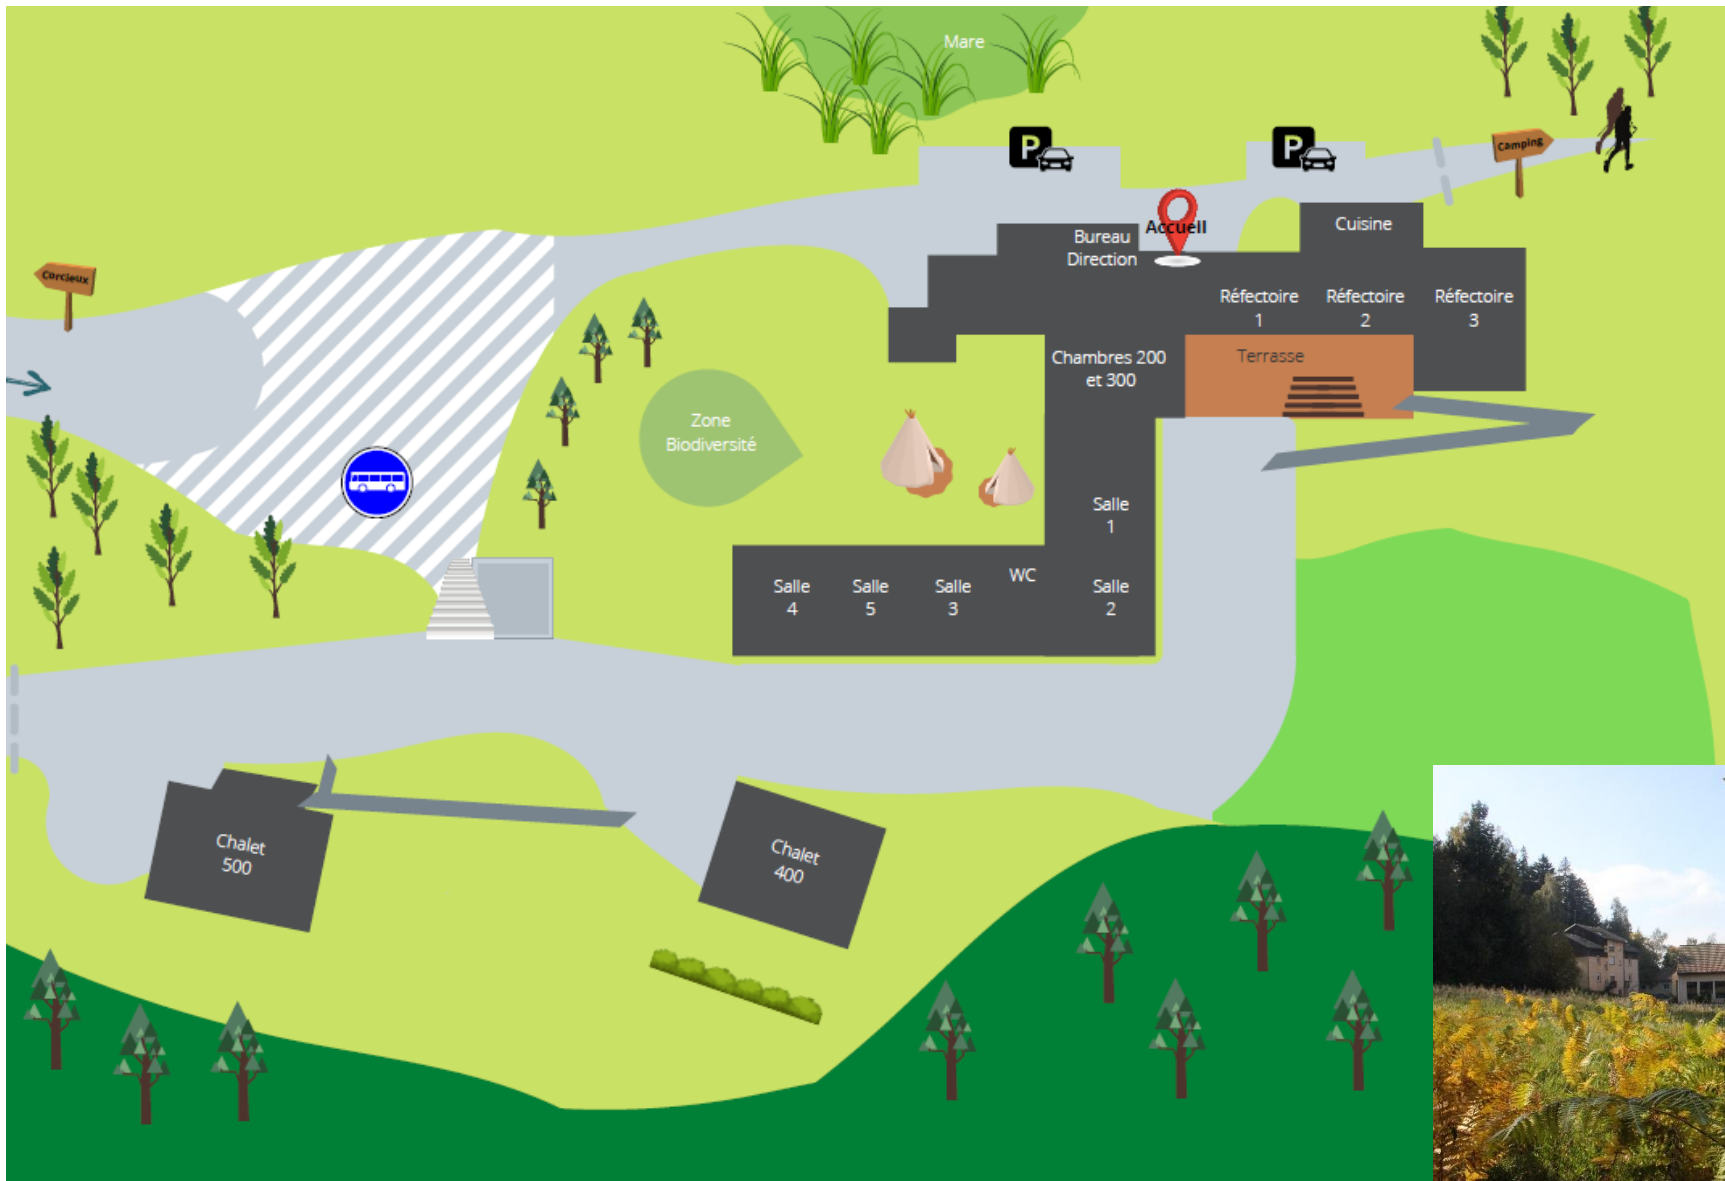 Mare
P
P
Camping
Accueil
Bureau
Direction
Cuisine
Corcieux
Réfectoire
1
Réfectoire
2
Réfectoire
3
Chambres 200
et 300
Terrasse
Zone
Biodiversité
Salle
1
WC
Salle
4
Salle
5
Salle
3
Salle
2
Chalet
500
Chalet
400